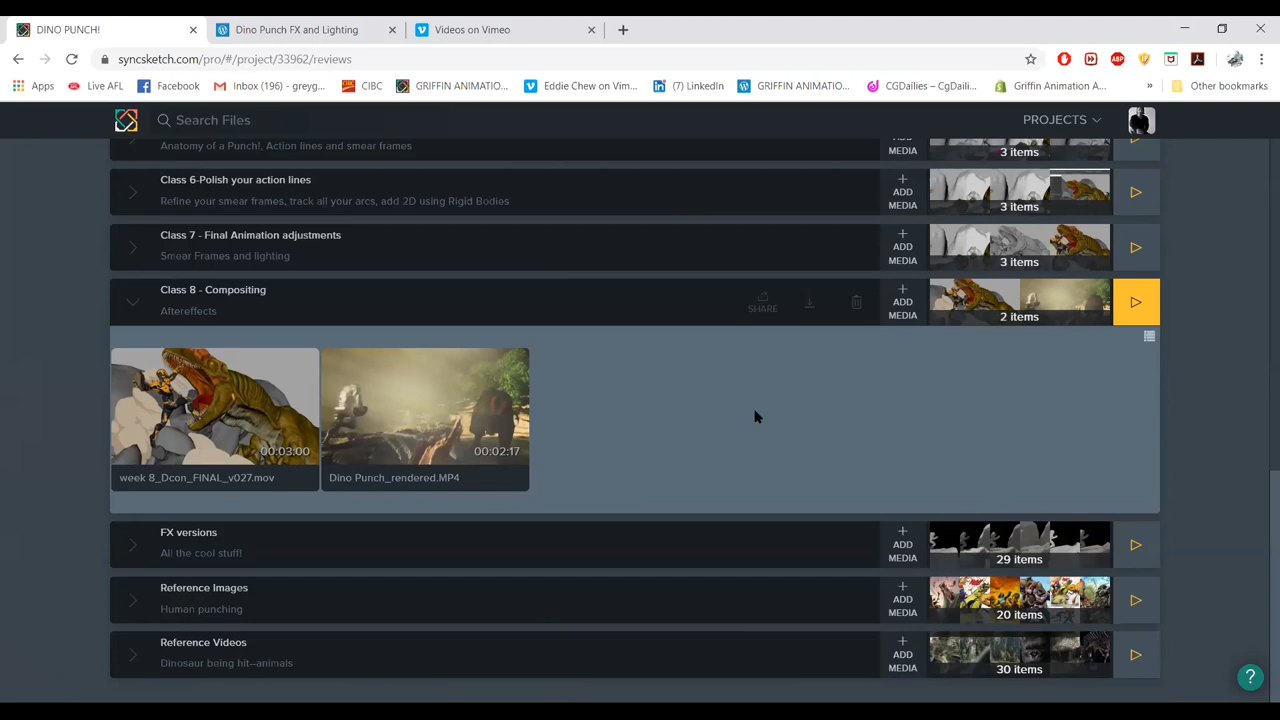 DINO PUNCH!
Dino Punch FX and Lighting
Videos on Vimeo
syncsketch.com/pro/#/project/33962/reviews
Apps
Live AFL
Facebook
Inbox (196) - greyg...
CIBC
GRIFFIN ANIMATIO...
Eddie Chew on Vim...
(7) LinkedIn
GRIFFIN ANIMATIO...
CGDailies – CgDaili...
Griffin Animation A...
Other bookmarks
Search Files
PROJECTS
Anatomy of a Punch!, Action lines and smear frames
MEDIA
3 items
Class 6-Polish your action lines
Refine your smear frames, track all your arcs, add 2D using Rigid Bodies
ADD
MEDIA
3 items
Class 7 - Final Animation adjustments
Smear Frames and lighting
ADD
MEDIA
3 items
Class 8 - Compositing
Aftereffects
SHARE
ADD
MEDIA
2 items
00:03:00
week 8_Dcon_FINAL_v027.mov
00:02:17
Dino Punch_rendered.MP4
FX versions
All the cool stuff!
ADD
MEDIA
29 items
Reference Images
Human punching
ADD
MEDIA
20 items
Reference Videos
Dinosaur being hit--animals
ADD
MEDIA
30 items